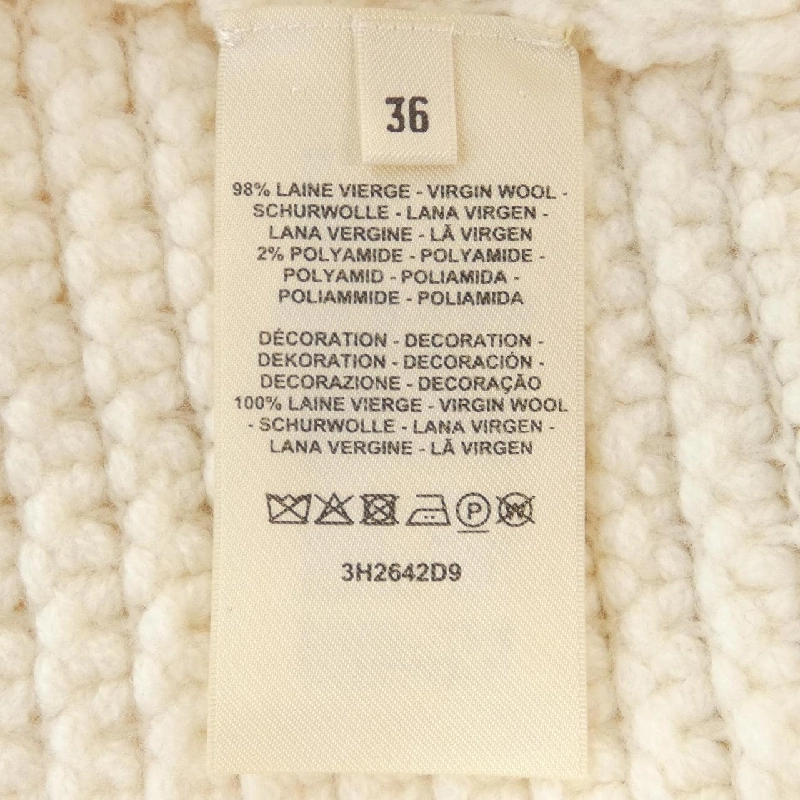 36
98% LAINE VIERGE - VIRGIN WOOL -
SCHURWOLLE - LANA VIRGEN -
LANA VERGINE - LÃ VIRGEN
2% POLYAMIDE - POLYAMIDE -
POLYAMID - POLIAMIDA -
POLIAMMIDE - POLIAMIDA
DÉCORATION - DECORATION -
DEKORATION - DECORACIÓN -
DECORAZIONE - DECORAÇÃO
100% LAINE VIERGE - VIRGIN WOOL
- SCHURWOLLE - LANA VIRGEN -
LANA VERGINE - LÃ VIRGEN
P W
3H2642D9